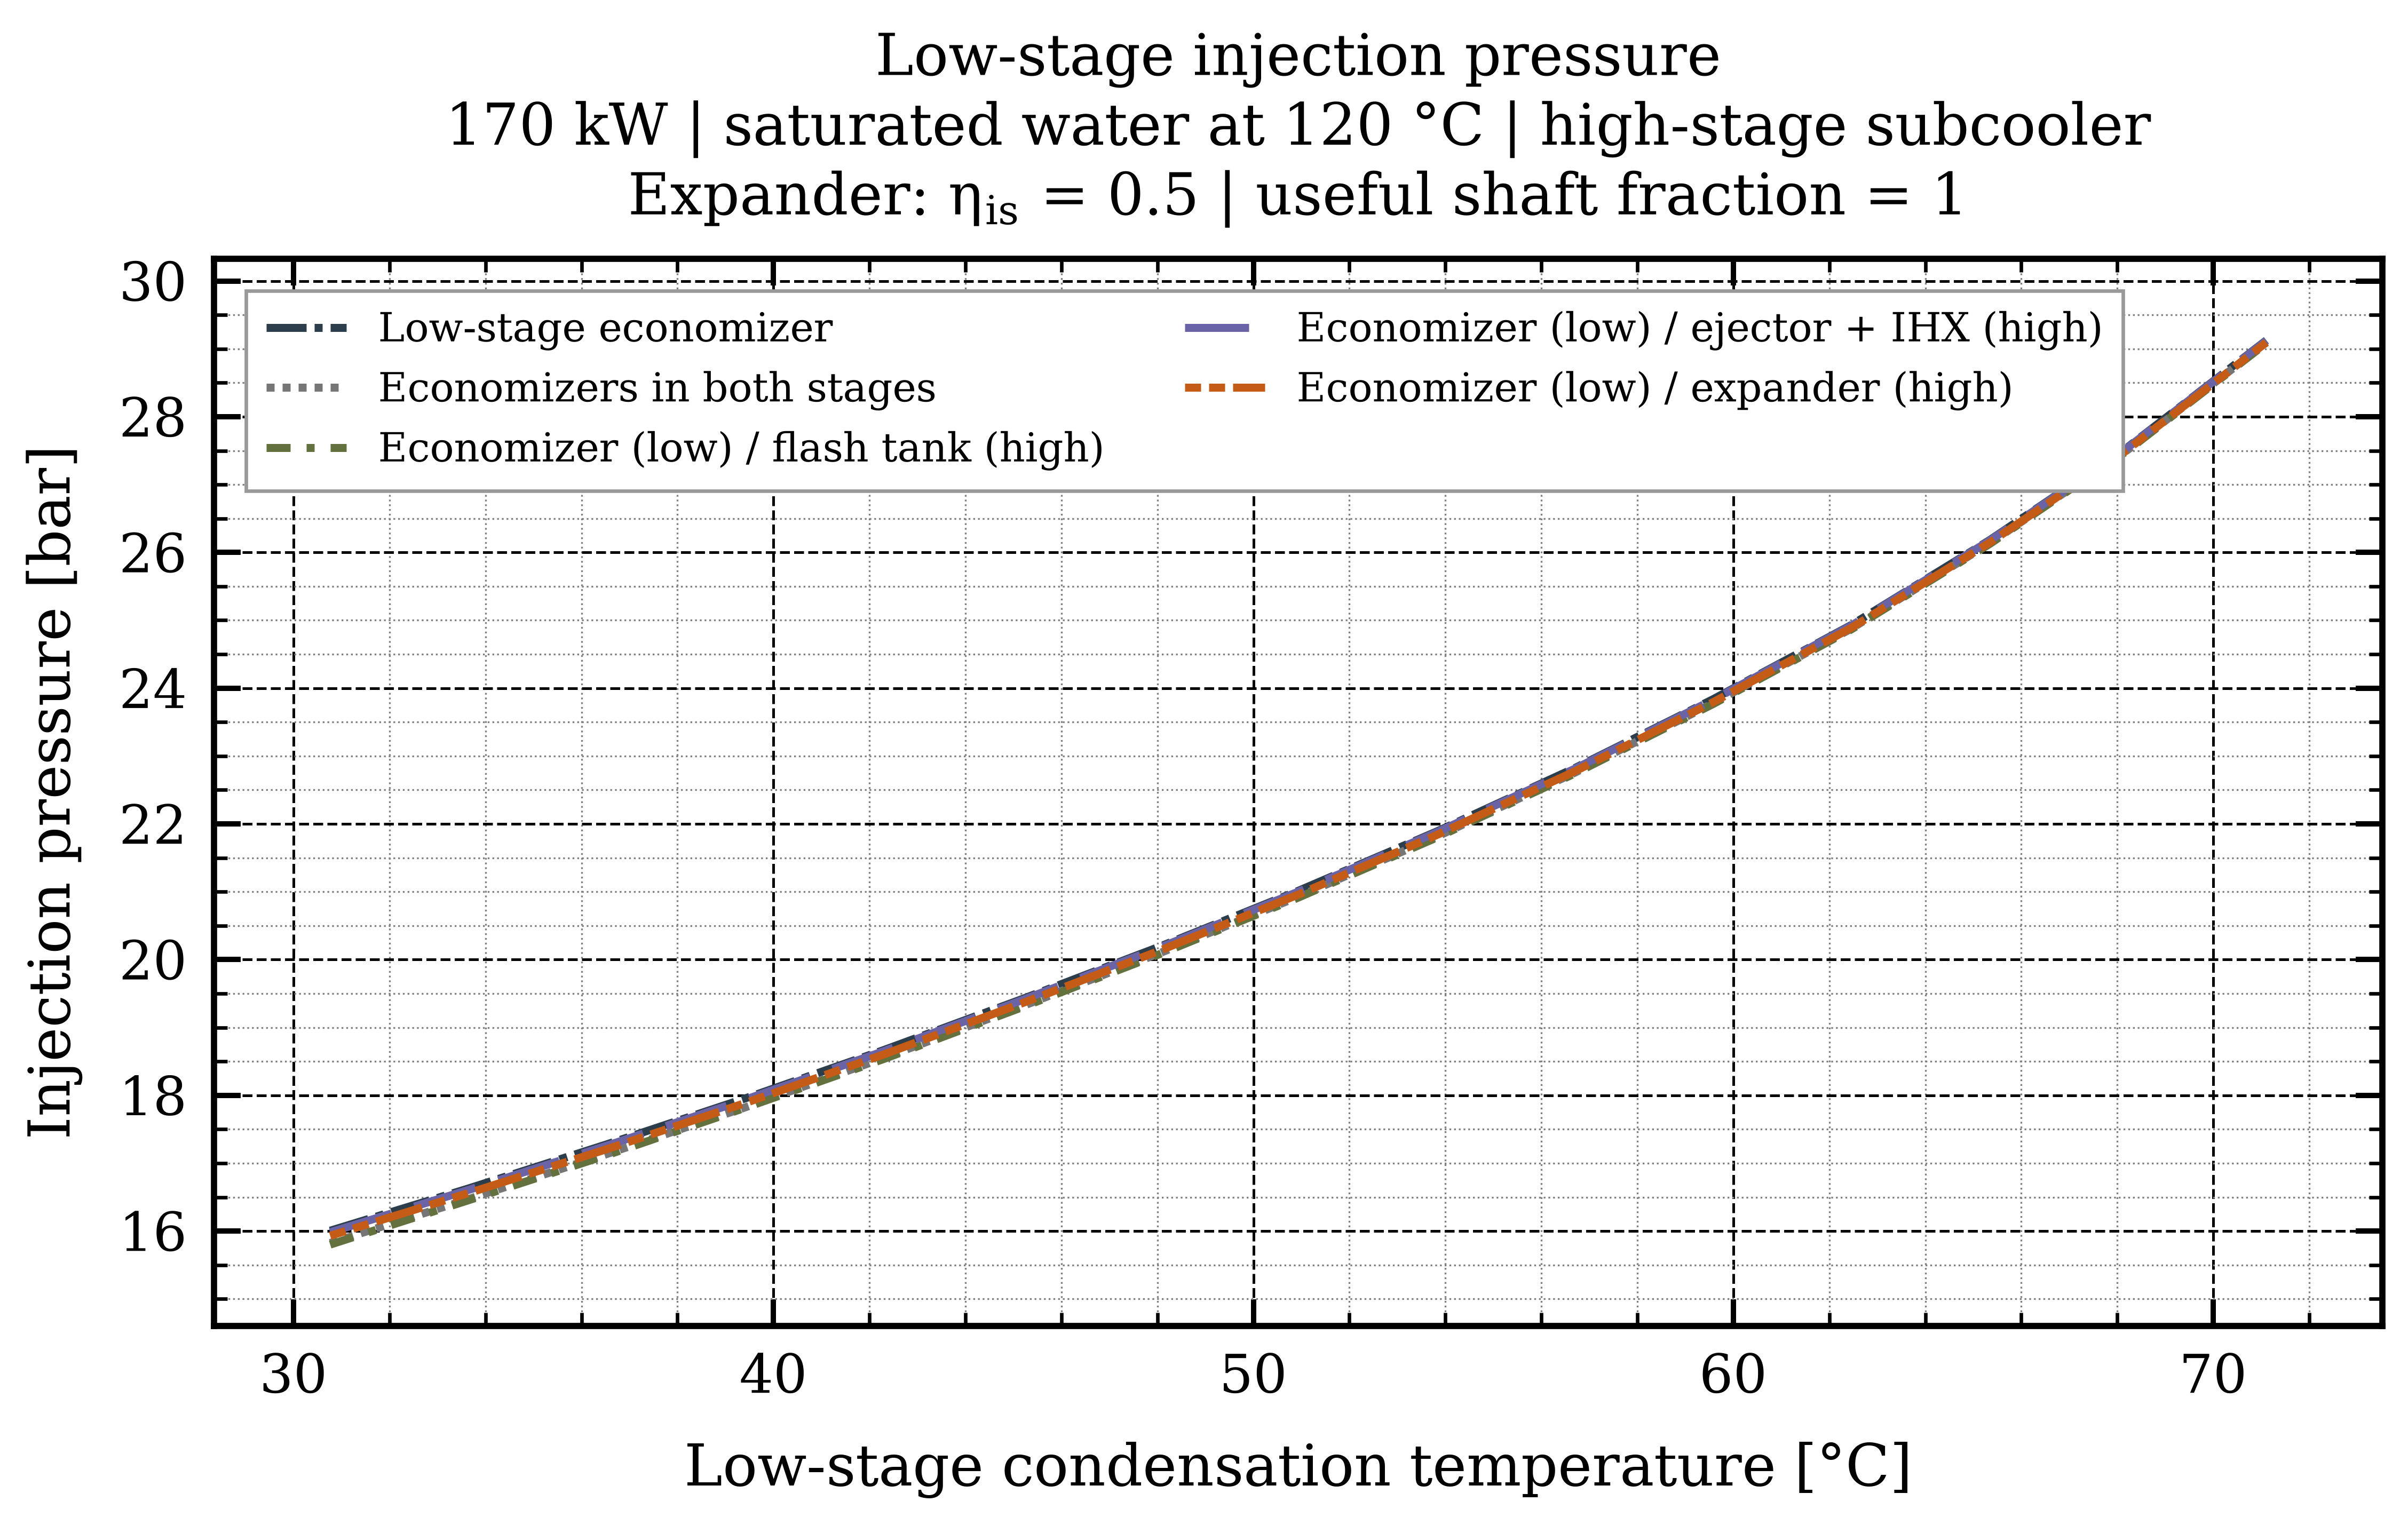 Low-stage injection pressure
170 kW | saturated water at 120 °C | high-stage subcooler
Expander: ηis = 0.5 | useful shaft fraction = 1
Low-stage economizer
Economizers in both stages
Economizer (low) / flash tank (high)
Economizer (low) / ejector + IHX (high)
Economizer (low) / expander (high)
Injection pressure [bar]
30
28
26
24
22
20
18
16
30 40 50 60 70
Low-stage condensation temperature [°C]